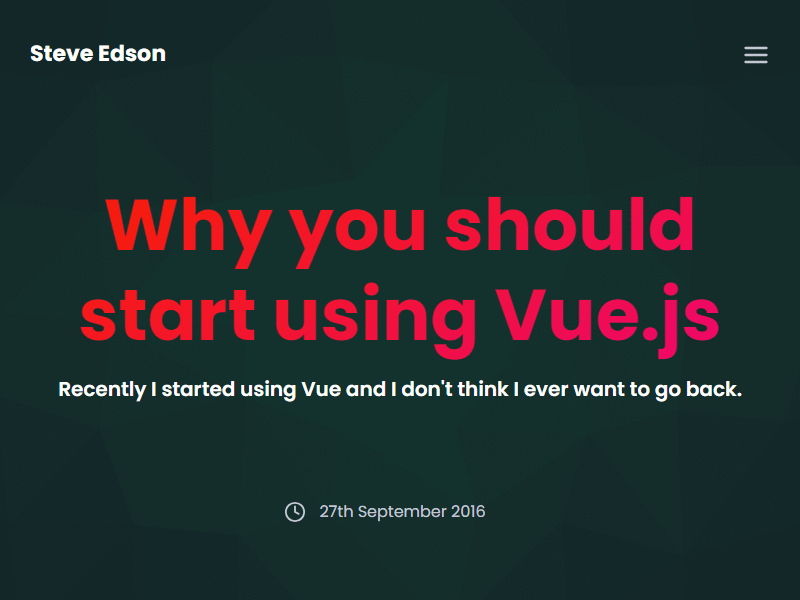 Steve Edson
Why you should
start using Vue.js
Recently I started using Vue and I don't think I ever want to go back.
27th September 2016